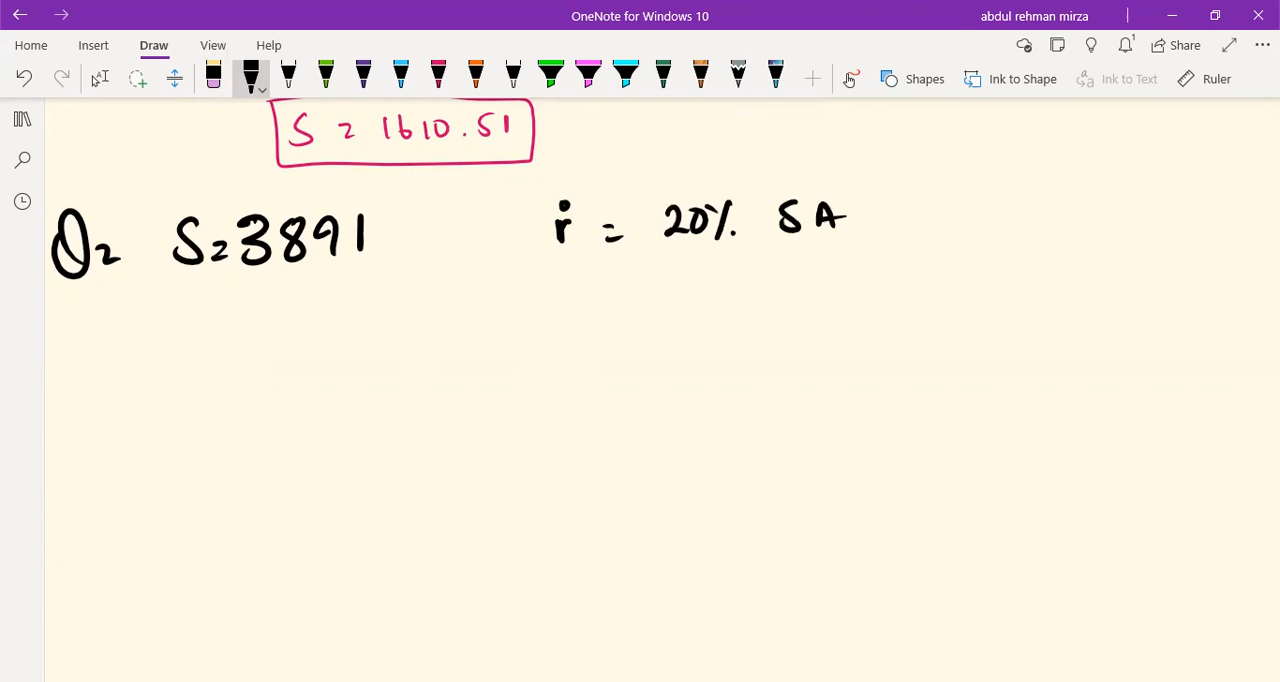 OneNote for Windows 10
abdul rehman mirza
Home Insert Draw View Help
Share
Shapes Ink to Shape Ink to Text Ruler
S = 1610.51
Q2 S=3891 i = 20% SA